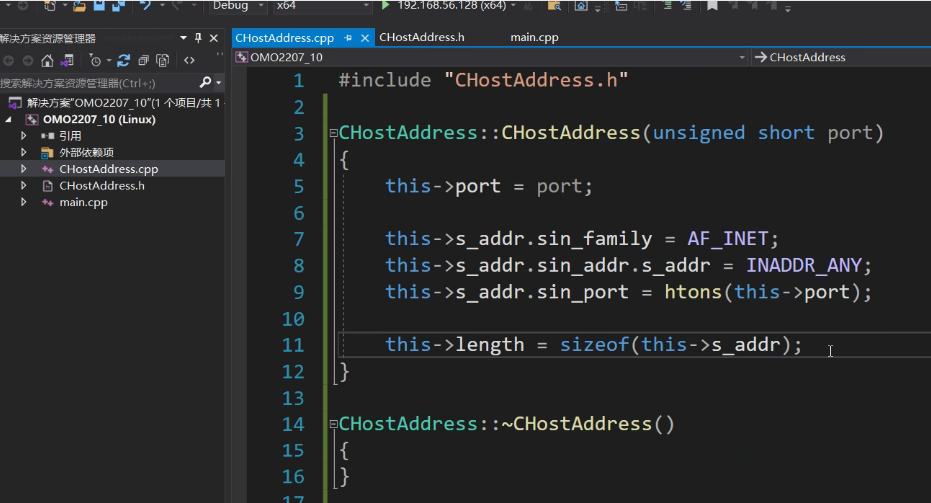 Debug x64 192.168.56.128 (x64)
解决方案资源管理器
CHostAddress.cpp CHostAddress.h main.cpp
OMO2207_10 CHostAddress
搜索解决方案资源管理器(Ctrl+;)
解决方案"OMO2207_10"(1 个项目/共 1
OMO2207_10 (Linux)
引用
外部依赖项
CHostAddress.cpp
CHostAddress.h
main.cpp
1 #include "CHostAddress.h"
2
3 CHostAddress::CHostAddress(unsigned short port)
4 {
5 this->port = port;
6
7 this->s_addr.sin_family = AF_INET;
8 this->s_addr.sin_addr.s_addr = INADDR_ANY;
9 this->s_addr.sin_port = htons(this->port);
10
11 this->length = sizeof(this->s_addr);
12 }
13
14 CHostAddress::~CHostAddress()
15 {
16 }
17